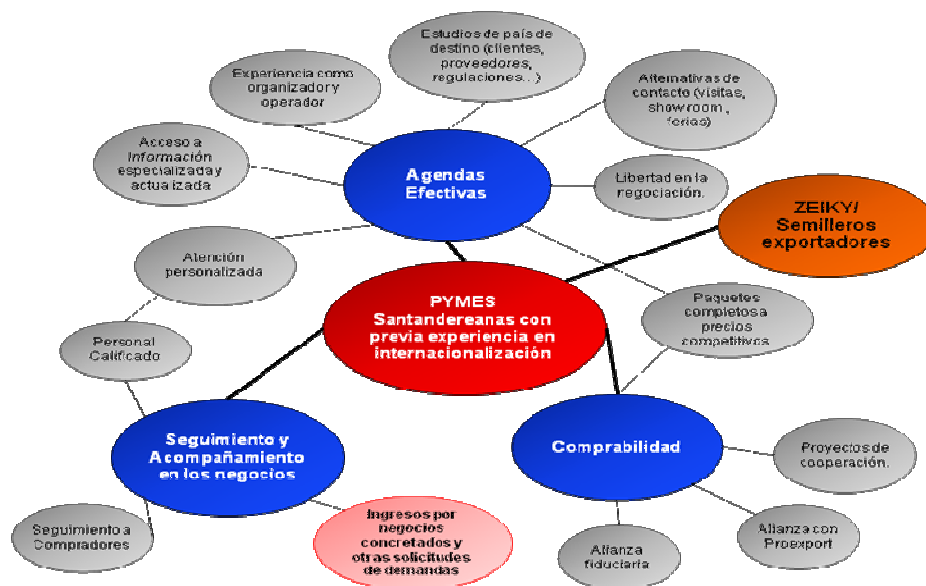 Estudios de país de
destino (clientes,
proveedores,
regulaciones...)
Experiencia como
organizador y
operador
Alternativas de
contacto (visitas,
show room ,
ferias)
Acceso a
Información
especializada y
actualizada
Agendas
Efectivas
Libertad en la
negociación.
ZEIKY/
Semilleros
exportadores
Atención
personalizada
PYMES
Santandereanas con
previa experiencia en
internacionalización
Paquetes
completos a
precios
competitivos
Personal
Calificado
Seguimiento y
Acompañamiento
en los negocios
Comprabilidad
Proyectos de
cooperación.
Seguimiento a
Compradores
Ingresos por
negocios
concretados y
otras solicitudes
de demandas
Alianza
fiduciaria
Alianza con
Proexport